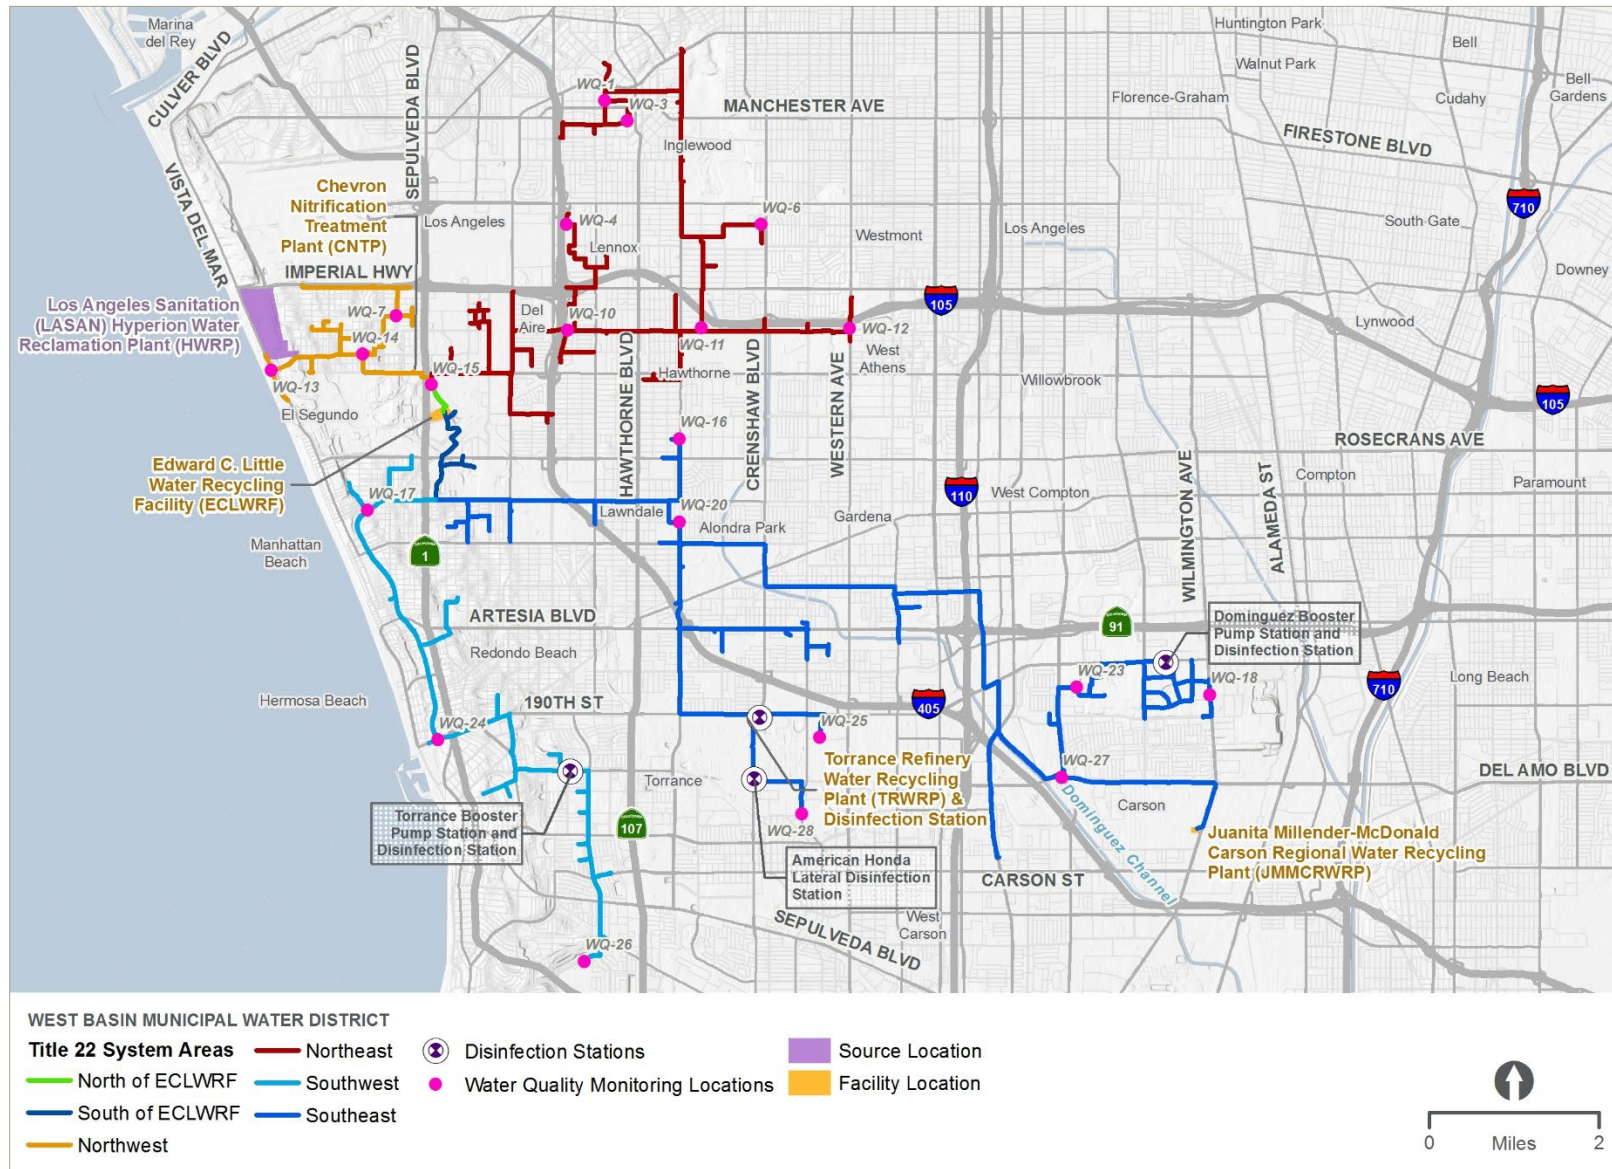 Marina
del Rey
CULVER BLVD
SEPULVEDA BLVD
VISTA DEL MAR
WQ-1
WQ-3
MANCHESTER AVE
Inglewood
Huntington Park
Walnut Park
Bell
Bell
Gardens
Cudahy
Florence-Graham
FIRESTONE BLVD
710
South Gate
Downey
Chevron
Nitrification
Treatment
Plant (CNTP)
Los Angeles
WQ-4
Lennox
WQ-6
Westmont
Los Angeles
IMPERIAL HWY
Los Angeles Sanitation
(LASAN) Hyperion Water
Reclamation Plant (HWRP)
WQ-7
WQ-14
WQ-13
El Segundo
WQ-15
Del
Aire
WQ-10
HAWTHORNE BLVD
WQ-11
Hawthorne
CRENSHAW BLVD
WQ-12
West
Athens
WESTERN AVE
105
Lynwood
Willowbrook
105
ROSECRANS AVE
WQ-16
Edward C. Little
Water Recycling
Facility (ECLWRF)
WQ-17
Lawndale
WQ-20
Alondra Park
Gardena
110
West Compton
WILMINGTON AVE
ALAMEDA ST
Compton
Paramount
Manhattan
Beach
1
ARTESIA BLVD
Redondo Beach
91
Dominguez Booster
Pump Station and
Disinfection Station
Hermosa Beach
190TH ST
WQ-24
WQ-25
405
WQ-23
WQ-18
710
Long Beach
Torrance Refinery
Water Recycling
Plant (TRWRP) &
Disinfection Station
Torrance
WQ-27
DEL AMO BLVD
Carson
Torrance Booster
Pump Station and
Disinfection Station
107
WQ-28
American Honda
Lateral Disinfection
Station
CARSON ST
Dominguez Channel
Juanita Millender-McDonald
Carson Regional Water Recycling
Plant (JMMCRWRP)
SEPULVEDA BLVD
West
Carson
WQ-26
WEST BASIN MUNICIPAL WATER DISTRICT
Title 22 System Areas
North of ECLWRF
South of ECLWRF
Northwest
Northeast
Southwest
Southeast
Disinfection Stations
Water Quality Monitoring Locations
Source Location
Facility Location
0 Miles 2